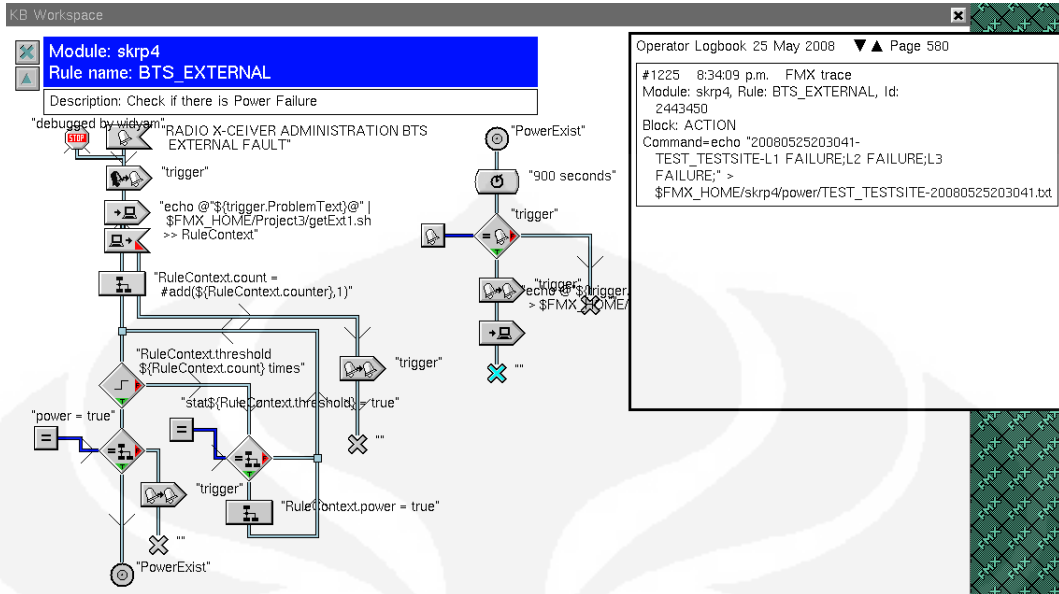 KB Workspace
Module: skrp4
Rule name: BTS_EXTERNAL
Description: Check if there is Power Failure
"debugged by widyam"
STOP
"RADIO X-CEIVER ADMINISTRATION BTS
EXTERNAL FAULT"
"trigger"
"echo @"${trigger.ProblemText}@" |
$FMX_HOME/Project3/getExt1.sh
>> RuleContext"
"RuleContext.count =
#add(${RuleContext.counter},1)"
"RuleContext.threshold
${RuleContext.count} times"
"trigger"
"stat${RuleContext.threshold} = true"
"power = true"
""
"trigger"
"RuleContext.power = true"
""
"PowerExist"
"PowerExist"
"900 seconds"
"trigger"
"trigger"
"echo @"${trigger.
> $FMX_HOME/
""
Operator Logbook 25 May 2008 ▼▲ Page 580
#1225 8:34:09 p.m. FMX trace
Module: skrp4, Rule: BTS_EXTERNAL, Id:
2443450
Block: ACTION
Command=echo "20080525203041-
TEST_TESTSITE-L1 FAILURE;L2 FAILURE;L3
FAILURE;" >
$FMX_HOME/skrp4/power/TEST_TESTSITE-20080525203041.txt